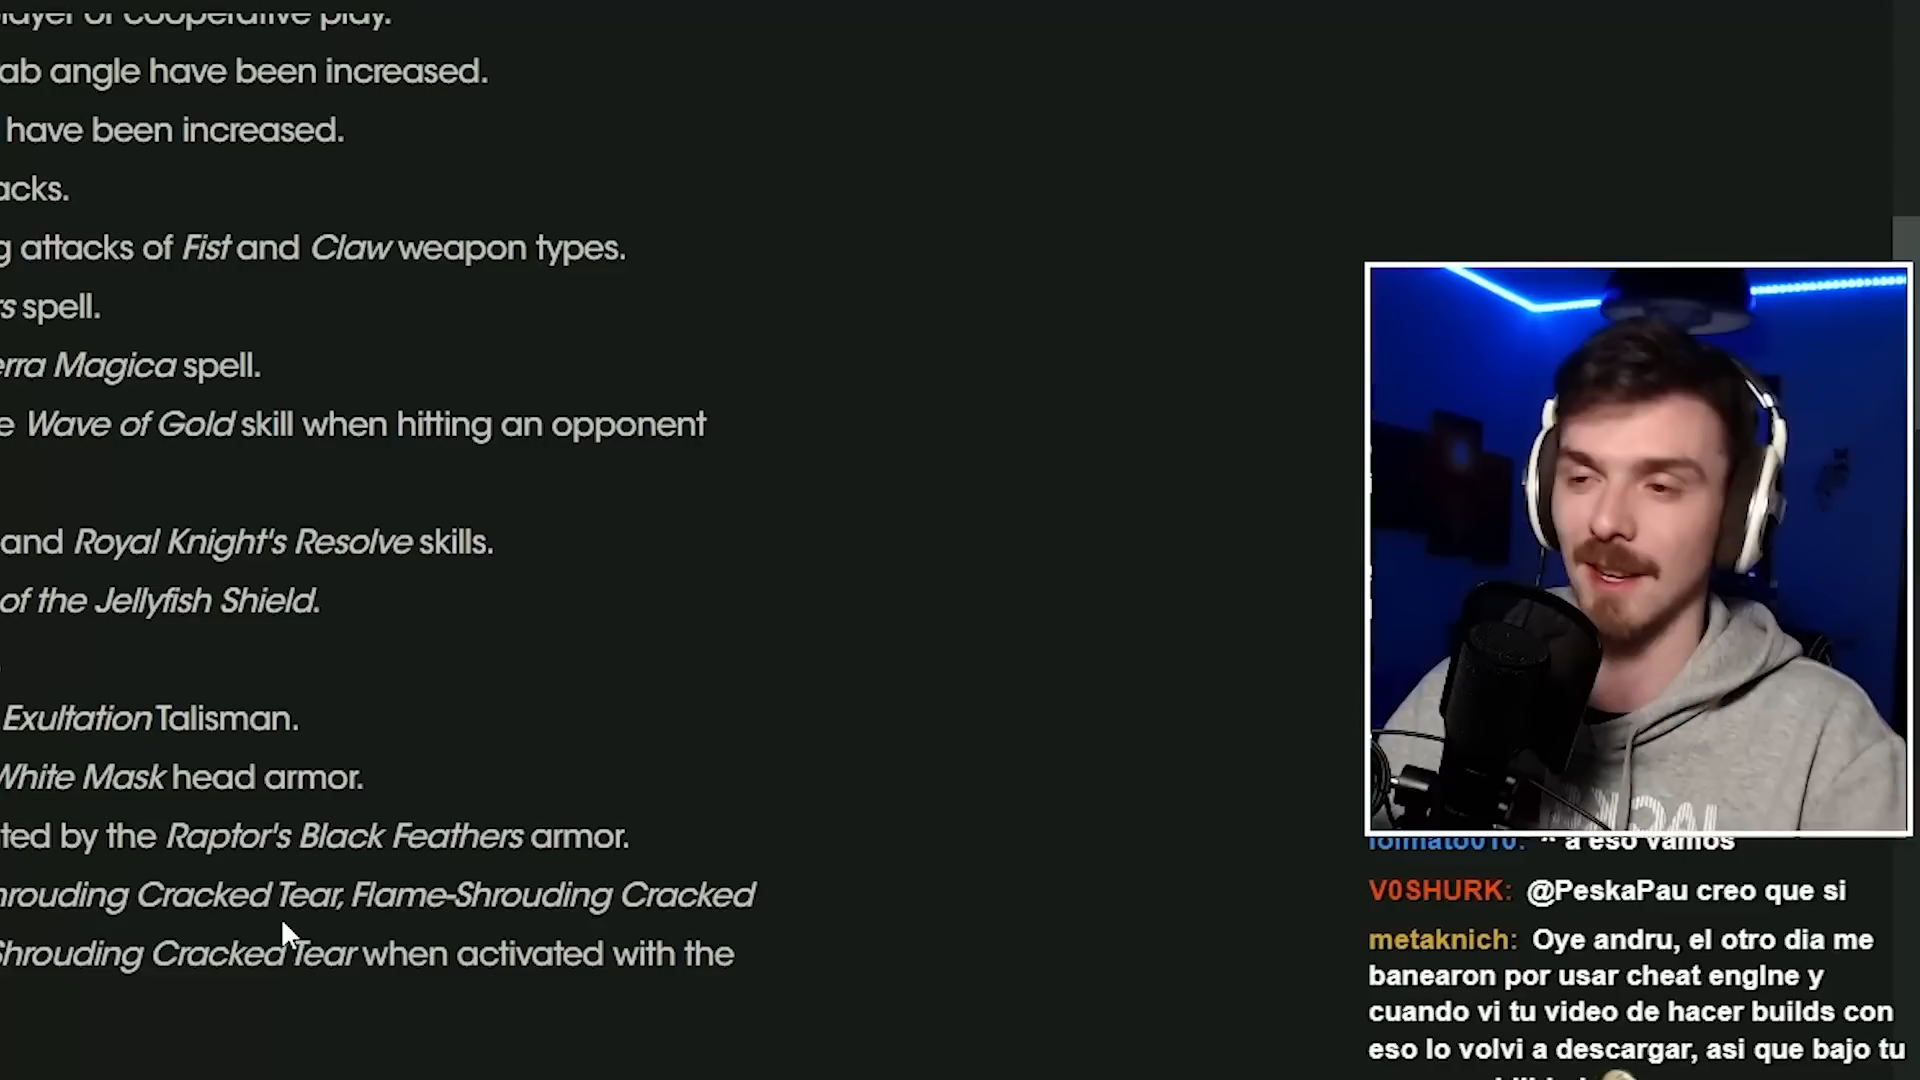 layer or cooperative play.
ab angle have been increased.
have been increased.
acks.
g attacks of Fist and Claw weapon types.
s spell.
erra Magica spell.
e Wave of Gold skill when hitting an opponent
and Royal Knight's Resolve skills.
of the Jellyfish Shield.
Exultation Talisman.
White Mask head armor.
ted by the Raptor's Black Feathers armor.
hrouding Cracked Tear, Flame-Shrouding Cracked
Shrouding Cracked Tear when activated with the
^ a eso vamos
V0SHURK: @PeskaPau creo que si
metaknich: Oye andru, el otro dia me
banearon por usar cheat engIne y
cuando vi tu video de hacer builds con
eso lo volvi a descargar, asi que bajo tu